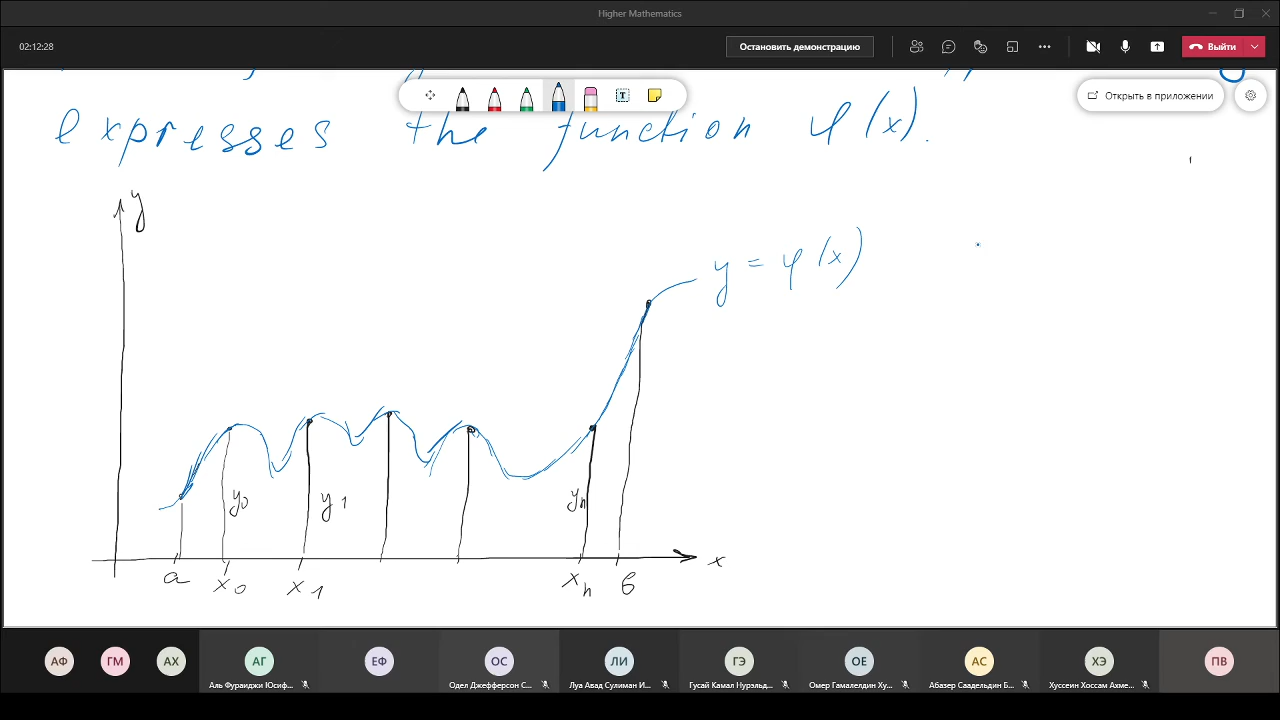 Higher Mathematics
02:12:28
Остановить демонстрацию
Выйти
Открыть в приложении
expresses the function φ(x).
y
y = φ(x)
y0 y1 yn
a x0 x1 xn в x
АФ ГМ АХ АГ ЕФ ОС ЛИ ГЭ ОЕ АС ХЭ ПВ
Аль Фураиджи Юсиф... Одел Джефферсон С... Луа Авад Сулиман И... Гусай Камал Нурэльд... Омер Гамалелдин Ху... Абазер Саадельдин Б... Хуссеин Хоссам Ахме...